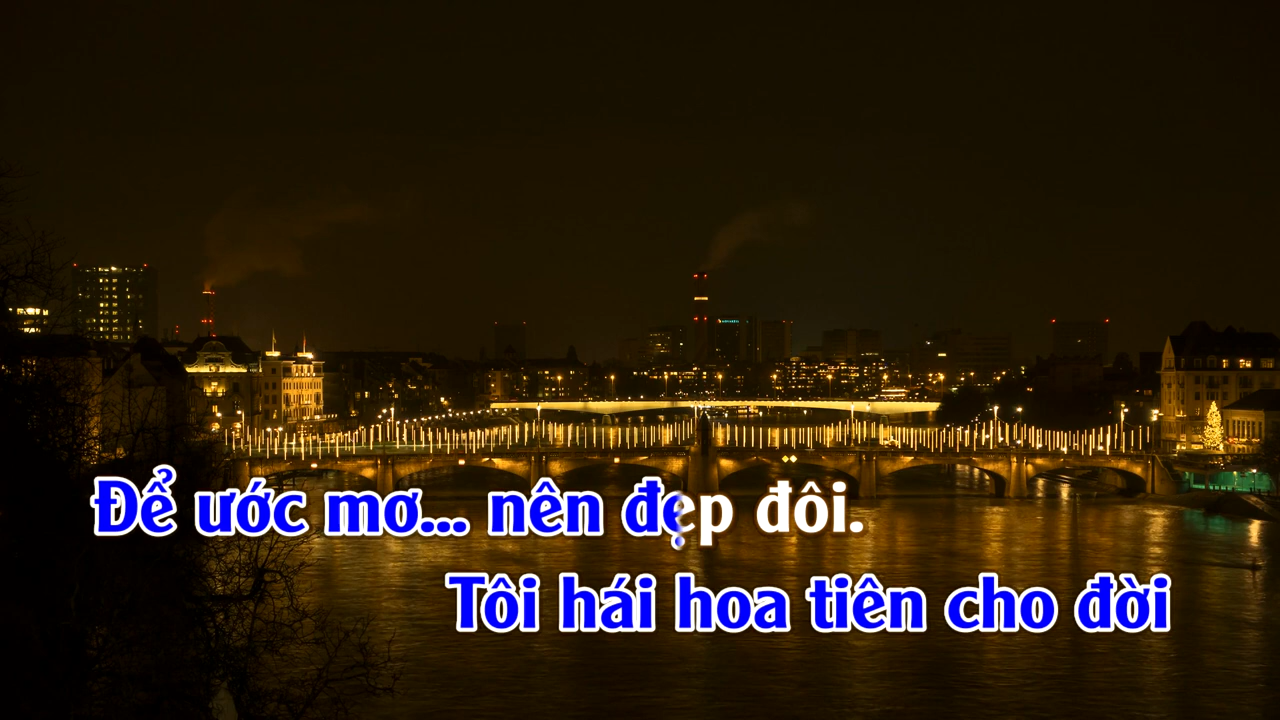 Để ước mơ... nên đẹp đôi.
Tôi hái hoa tiên cho đời